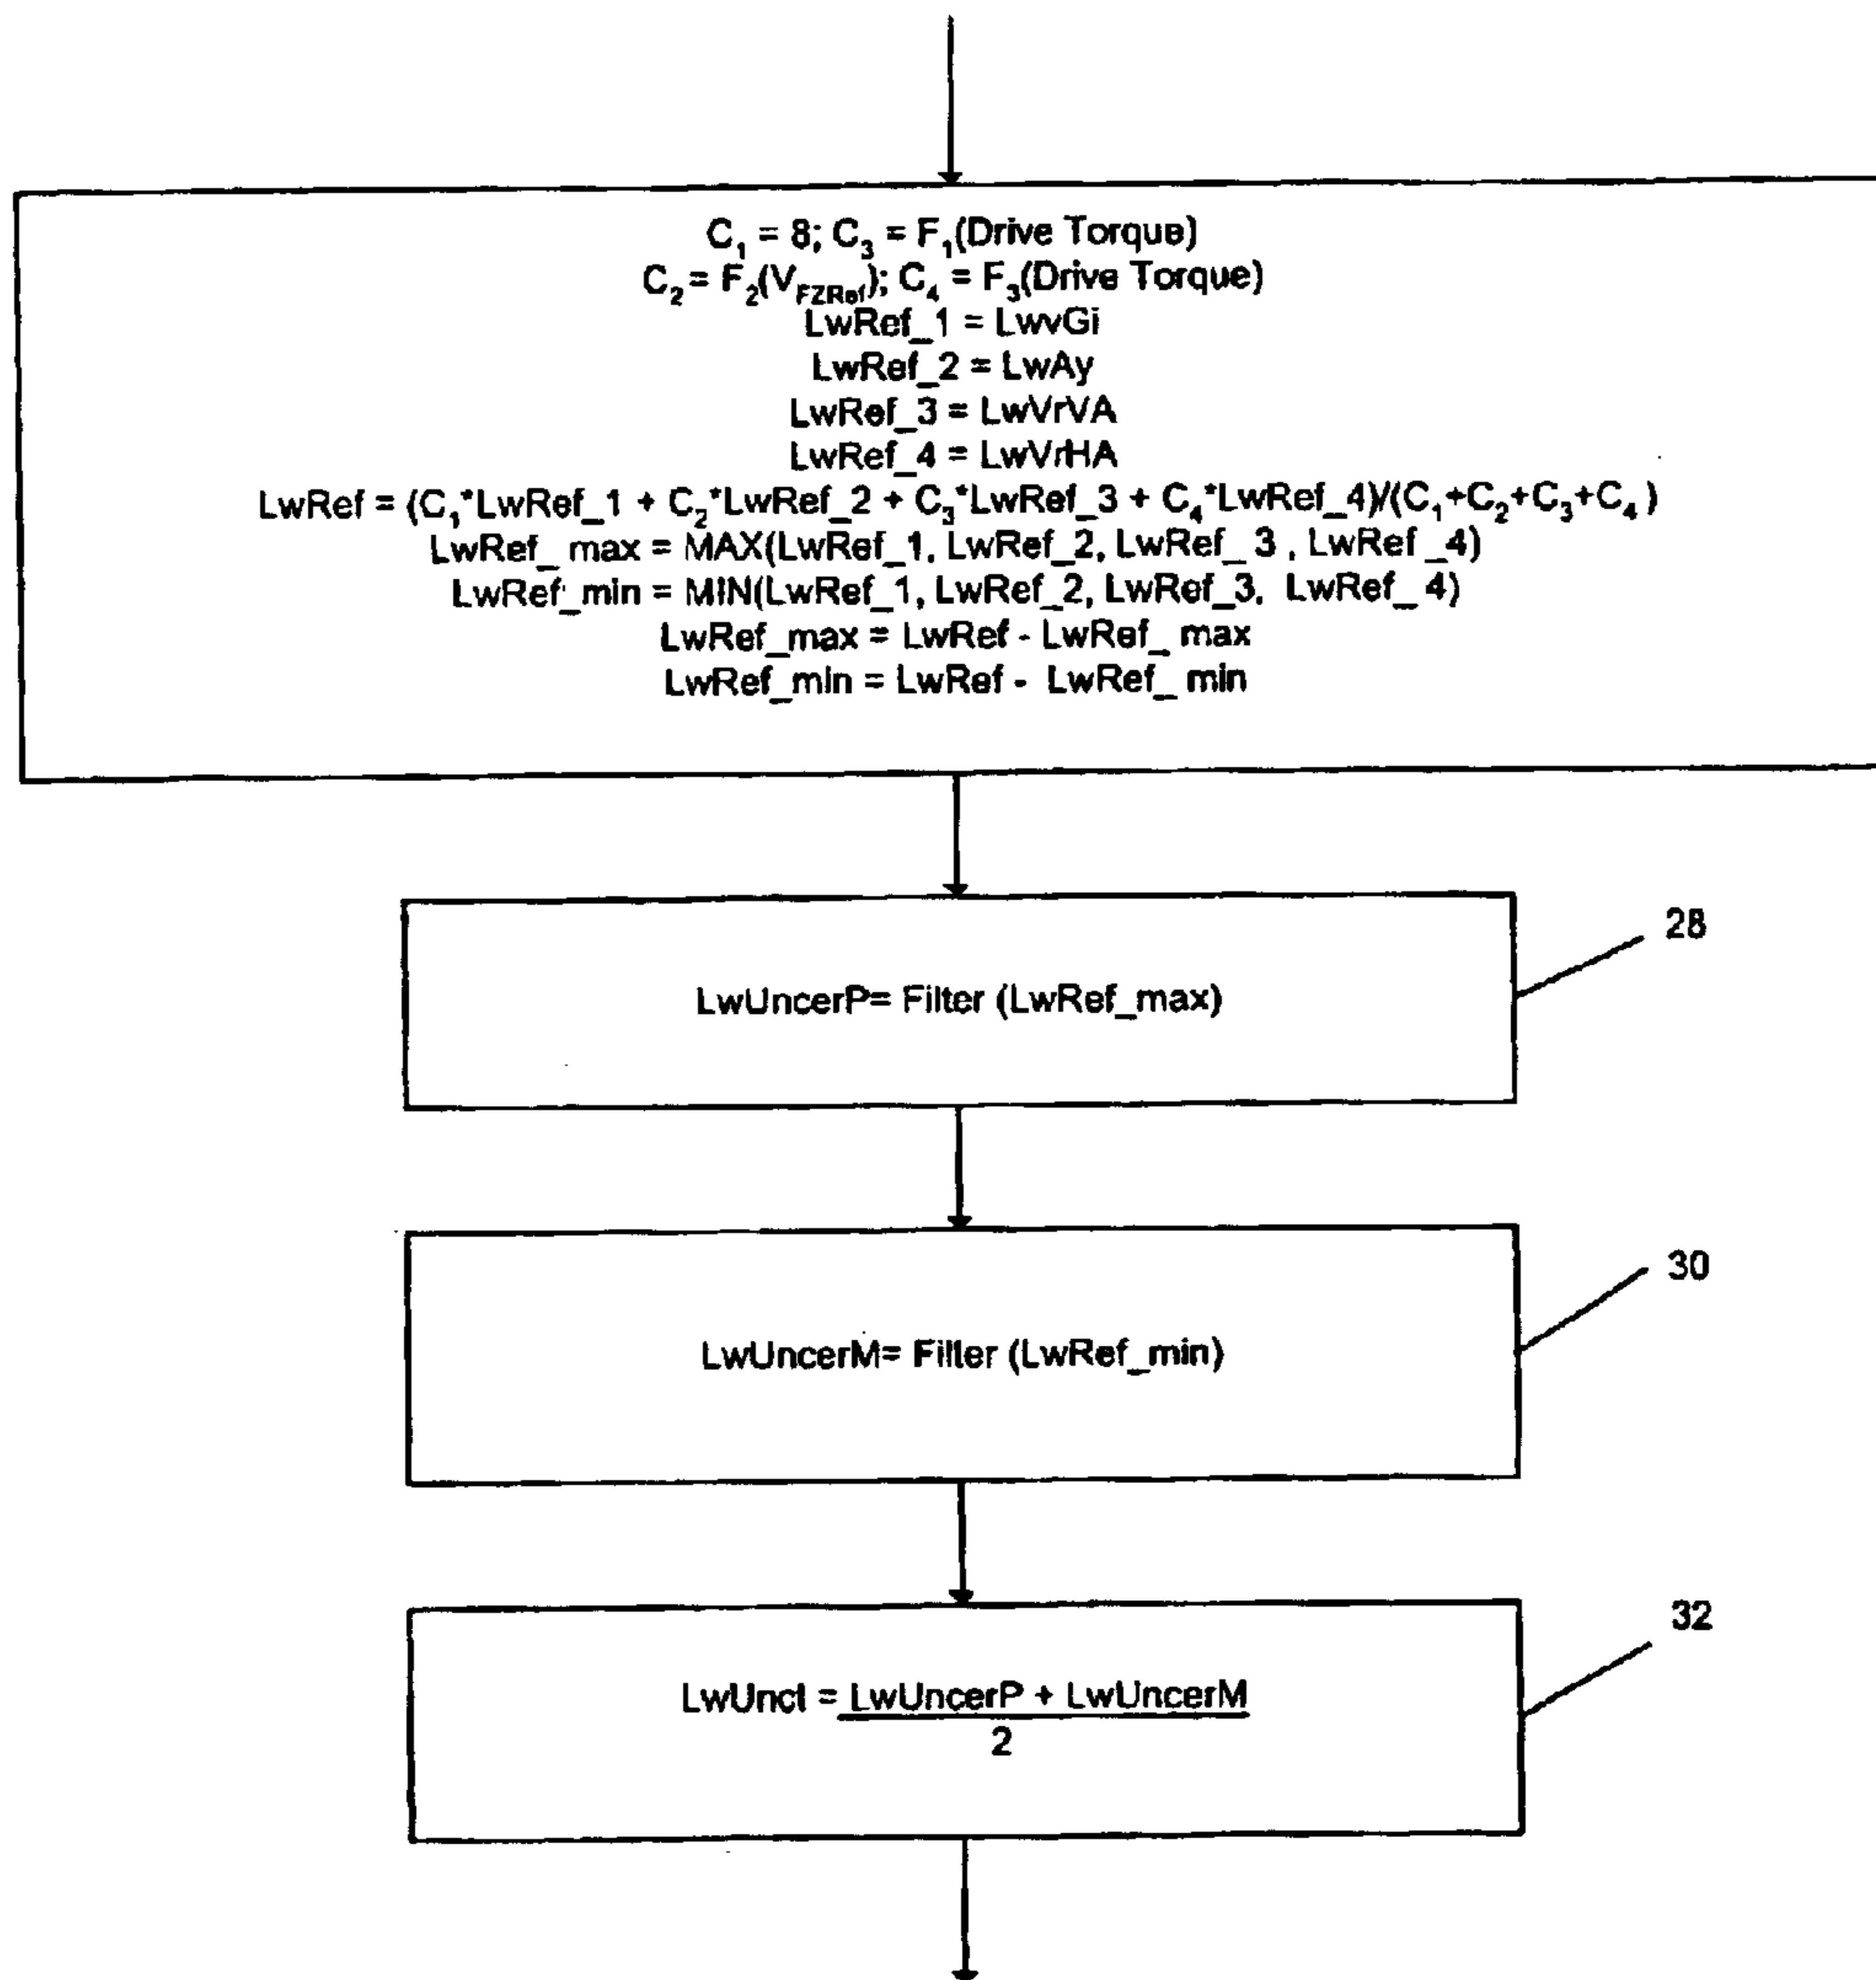 C₁ = 8; C₃ = F₁(Drive Torque)
C₂ = F₂(V_FZRef); C₄ = F₃(Drive Torque)
LwRef_1 = LwvGi
LwRef_2 = LwAy
LwRef_3 = LwVrVA
LwRef_4 = LwVrHA
LwRef = (C₁*LwRef_1 + C₂*LwRef_2 + C₃*LwRef_3 + C₄*LwRef_4)/(C₁+C₂+C₃+C₄)
LwRef_max = MAX(LwRef_1, LwRef_2, LwRef_3, LwRef_4)
LwRef_min = MIN(LwRef_1, LwRef_2, LwRef_3, LwRef_4)
LwRef_max = LwRef - LwRef_max
LwRef_min = LwRef - LwRef_min
28
LwUncerP= Filter (LwRef_max)
30
LwUncerM= Filter (LwRef_min)
32
LwUnct = LwUncerP + LwUncerM
2